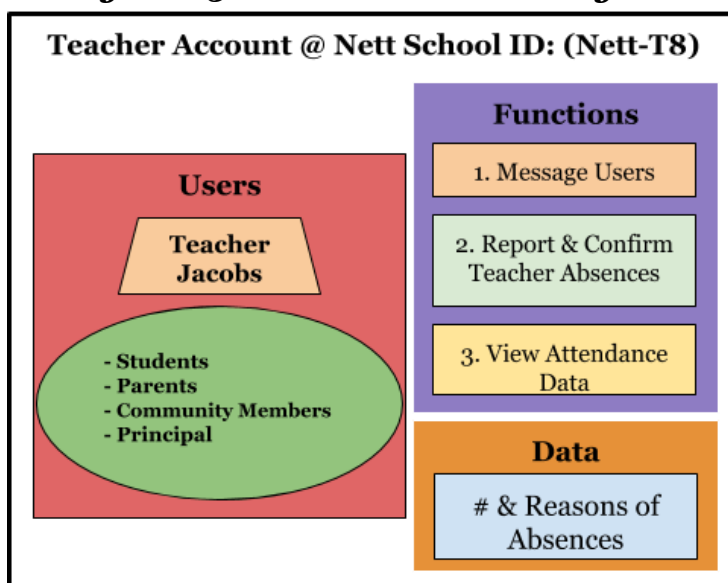 Teacher Account @ Nett School ID: (Nett-T8)
Users
Teacher
Jacobs
- Students
- Parents
- Community Members
- Principal
Functions
1. Message Users
2. Report & Confirm
Teacher Absences
3. View Attendance
Data
Data
# & Reasons of
Absences